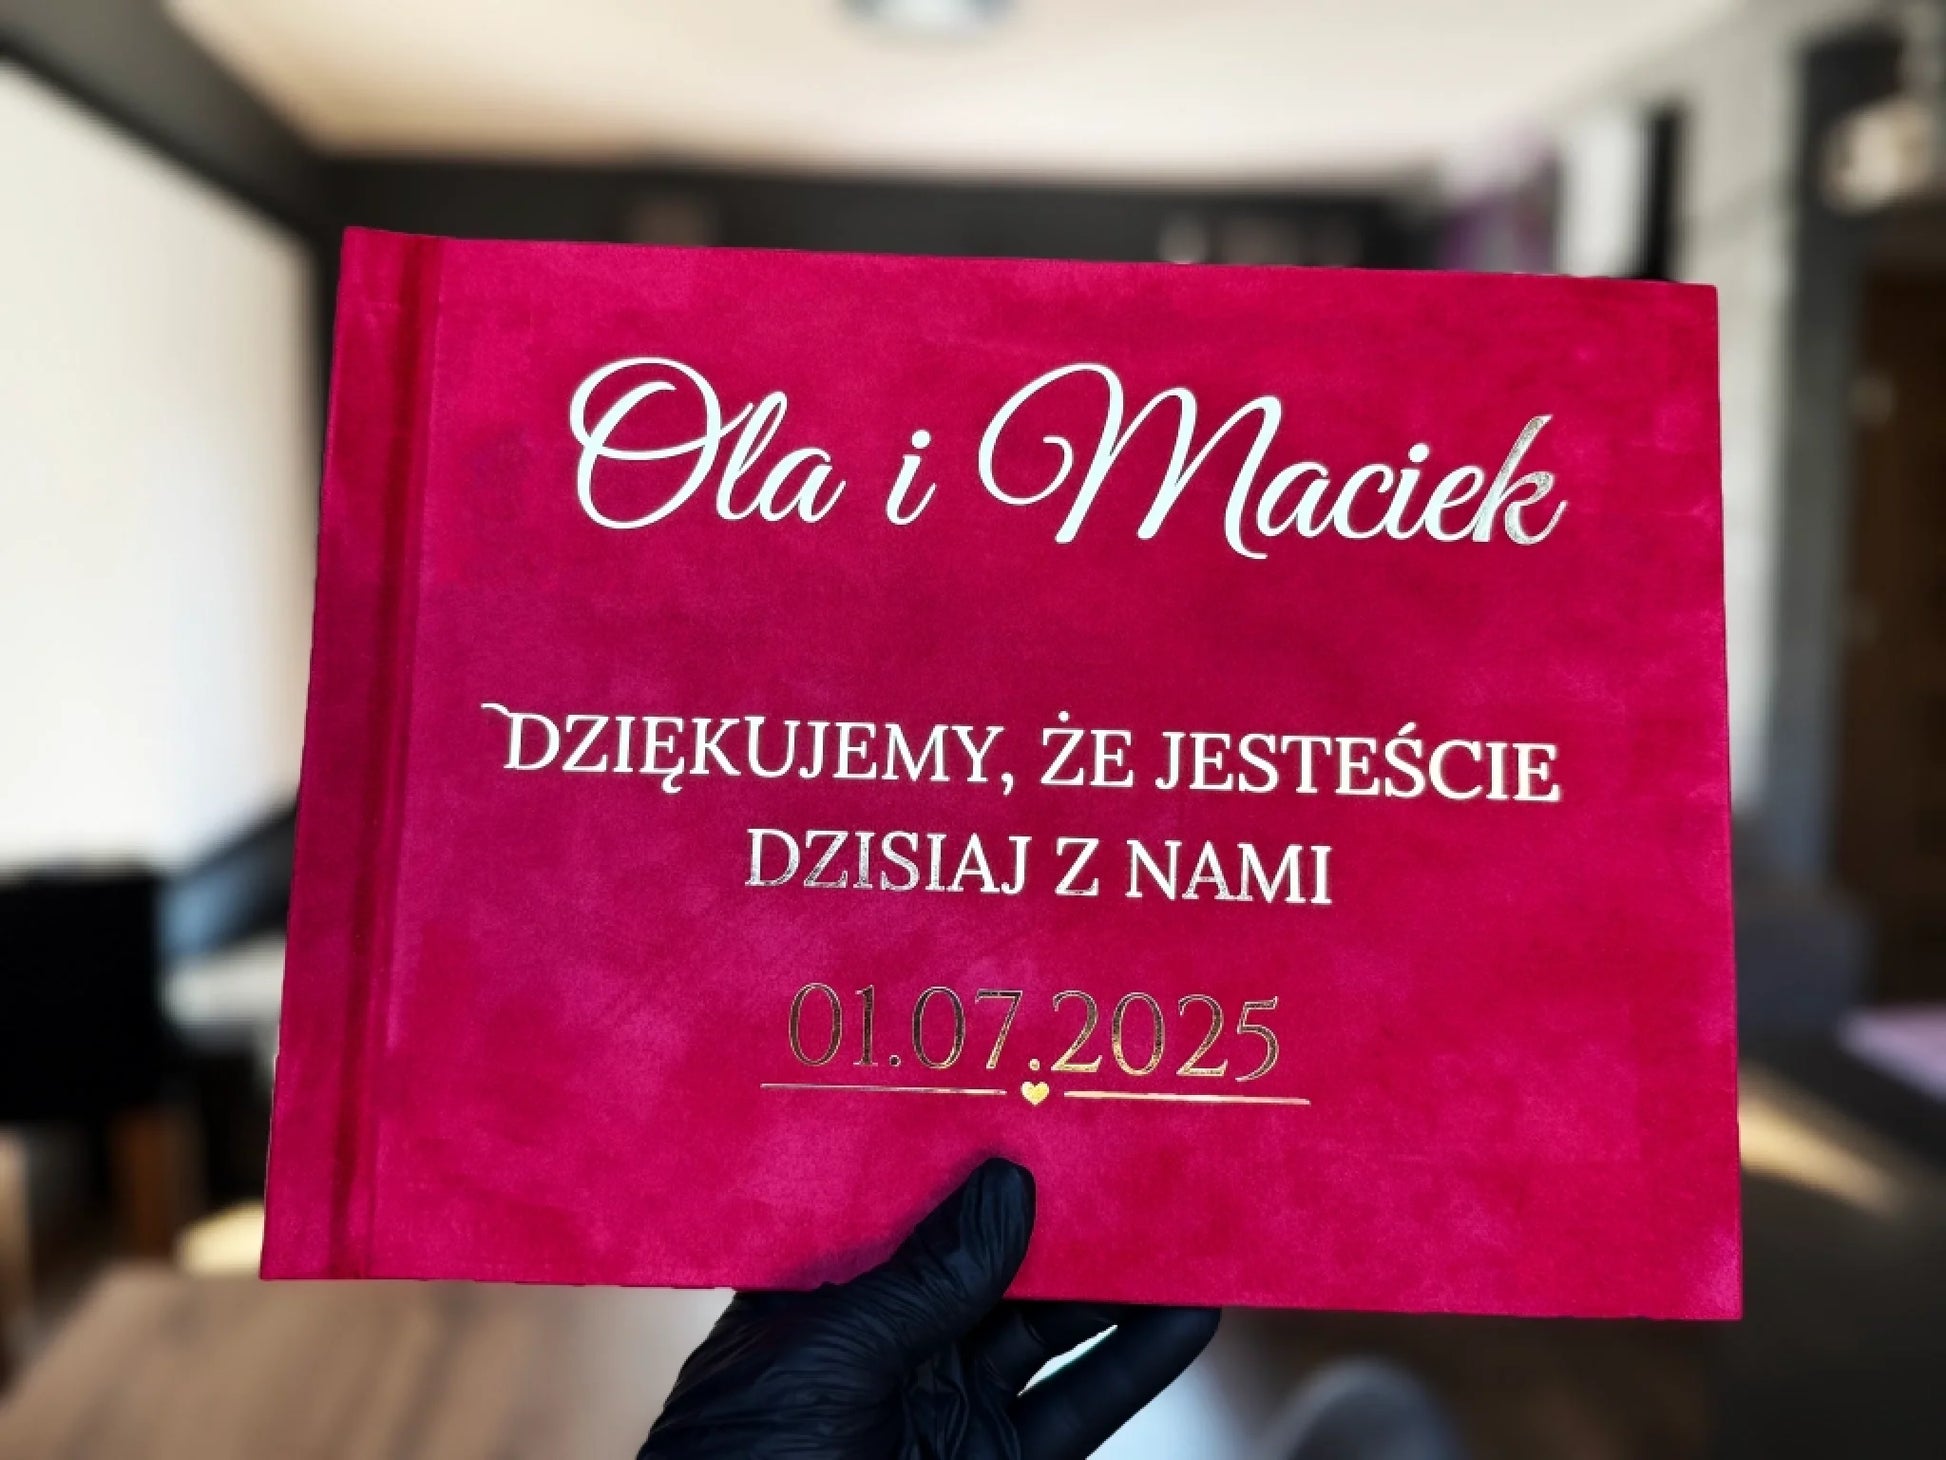 Ola i Maciek
DZIĘKUJEMY, ŻE JESTEŚCIE
DZISIAJ Z NAMI
01.07.2025